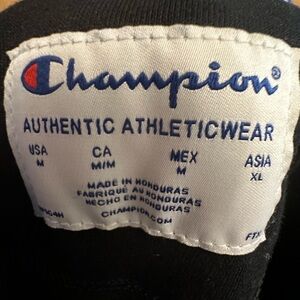 Champion®
AUTHENTIC ATHLETICWEAR
USA CA MEX ASIA
M M/M M XL
MADE IN HONDURAS
FABRIQUÉ AU HONDURAS
HECHO EN HONDURAS
CHAMPION.COM
FTX